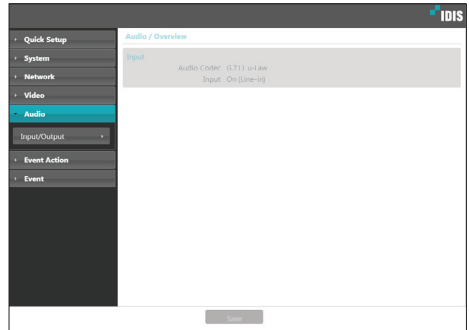 IDIS
Quick Setup
System
Network
Video
Audio
Input/Output
Event Action
Event
Audio / Overview
Input
Audio Codec G.711 u-Law
Input On (Line-in)
Save